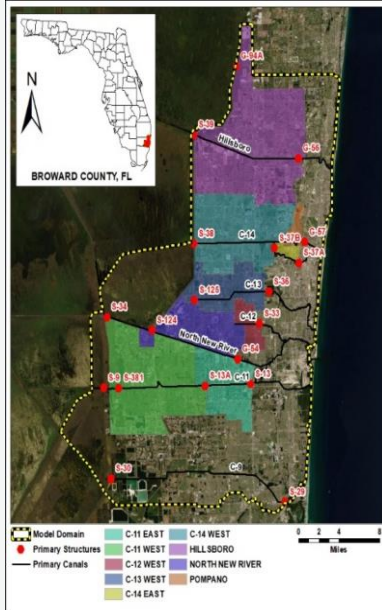 N
BROWARD COUNTY, FL
G-94A
S-39
Hillsboro
G-56
S-38
C-14
S-37B
G-57
S-37A
C-13
S-36
S-125
C-12
S-33
S-34
S-124
North New River
G-54
S-9
S-381
S-13A
C-11
S-13
S-30
C-9
S-29
Model Domain
Primary Structures
Primary Canals
C-11 EAST
C-11 WEST
C-12 WEST
C-13 WEST
C-14 EAST
C-14 WEST
HILLSBORO
NORTH NEW RIVER
POMPANO
0 2 4 8
Miles